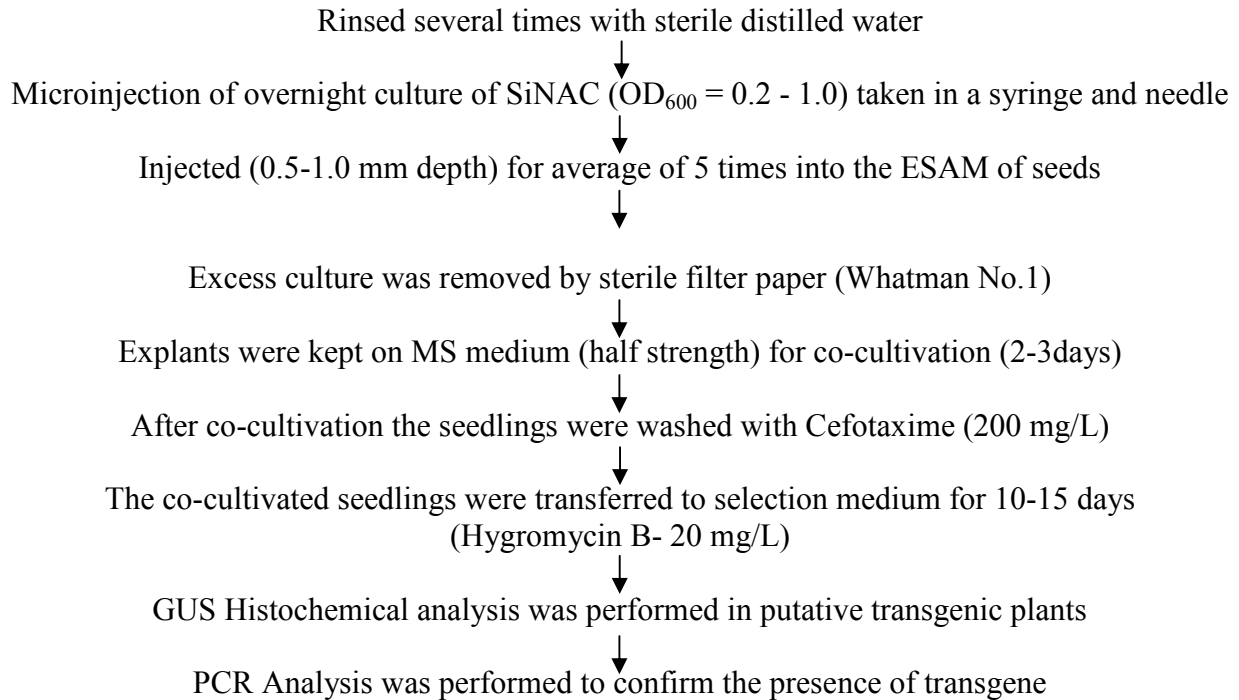 Rinsed several times with sterile distilled water
Microinjection of overnight culture of SiNAC (OD₆₀₀ = 0.2 - 1.0) taken in a syringe and needle
Injected (0.5-1.0 mm depth) for average of 5 times into the ESAM of seeds
Excess culture was removed by sterile filter paper (Whatman No.1)
Explants were kept on MS medium (half strength) for co-cultivation (2-3days)
After co-cultivation the seedlings were washed with Cefotaxime (200 mg/L)
The co-cultivated seedlings were transferred to selection medium for 10-15 days
(Hygromycin B- 20 mg/L)
GUS Histochemical analysis was performed in putative transgenic plants
PCR Analysis was performed to confirm the presence of transgene